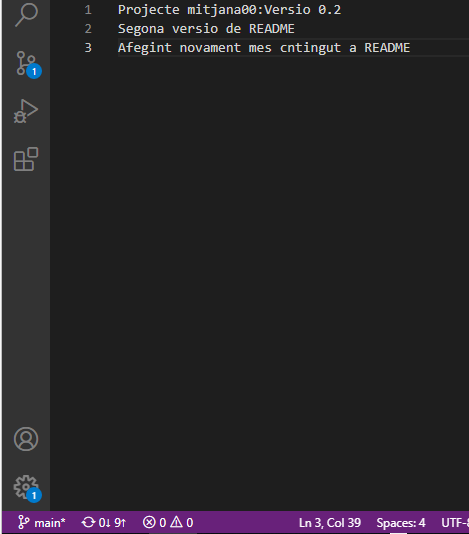 1 Projecte mitjana00:Versio 0.2
2 Segona versio de README
3 Afegint novament mes cntingut a README
1
1
main* 0↓ 9↑ 0 0 Ln 3, Col 39 Spaces: 4